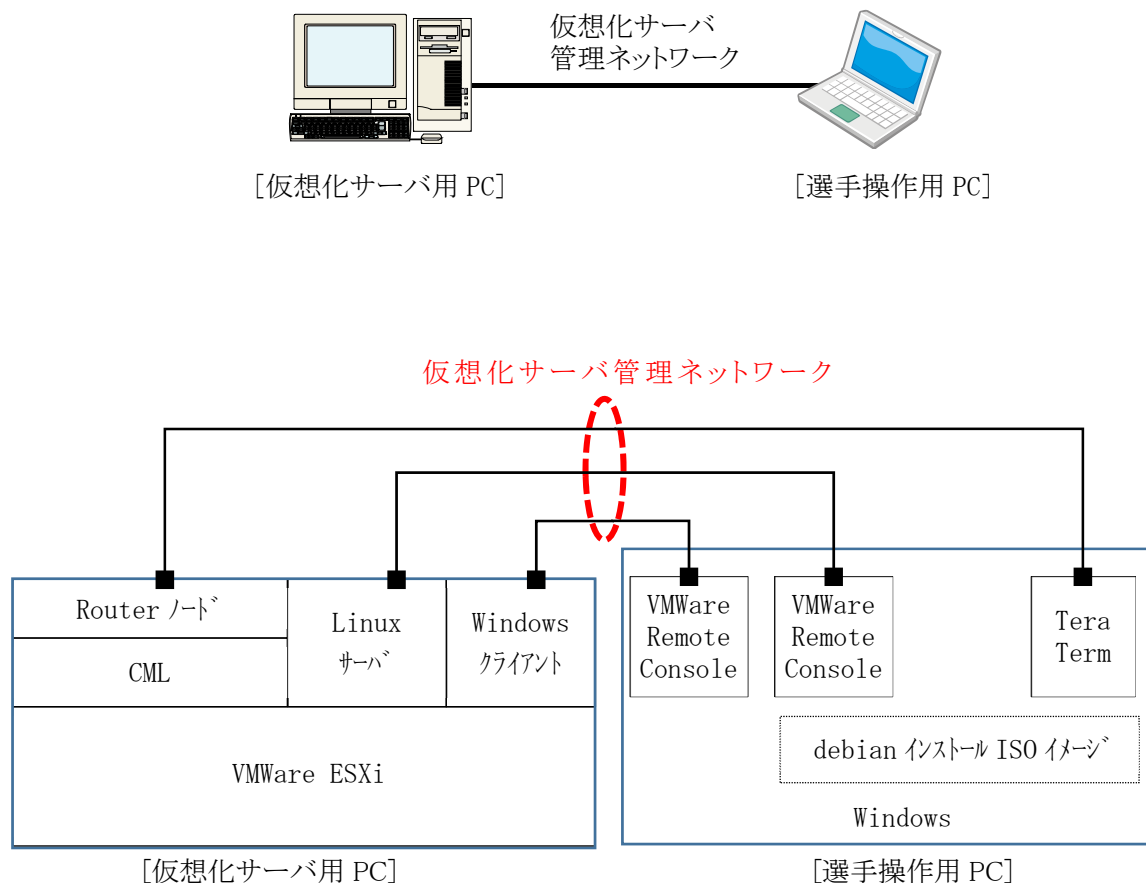 仮想化サーバ
管理ネットワーク
[仮想化サーバ用 PC]
[選手操作用 PC]
仮想化サーバ管理ネットワーク
Router ﾉｰﾄﾞ
CML
Linux
ｻｰﾊﾞ
Windows
ｸﾗｲｱﾝﾄ
VMWare ESXi
VMWare
Remote
Console
VMWare
Remote
Console
Tera
Term
debian ｲﾝｽﾄｰﾙ ISO ｲﾒｰｼﾞ
Windows
[仮想化サーバ用 PC]
[選手操作用 PC]